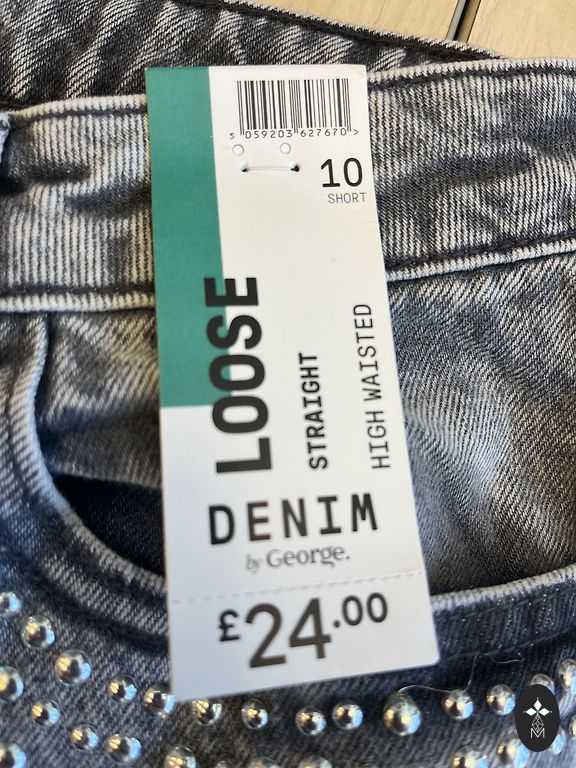 5 059203 627670 >
10
SHORT
LOOSE
STRAIGHT
HIGH WAISTED
DENIM
by George.
£24.00
M